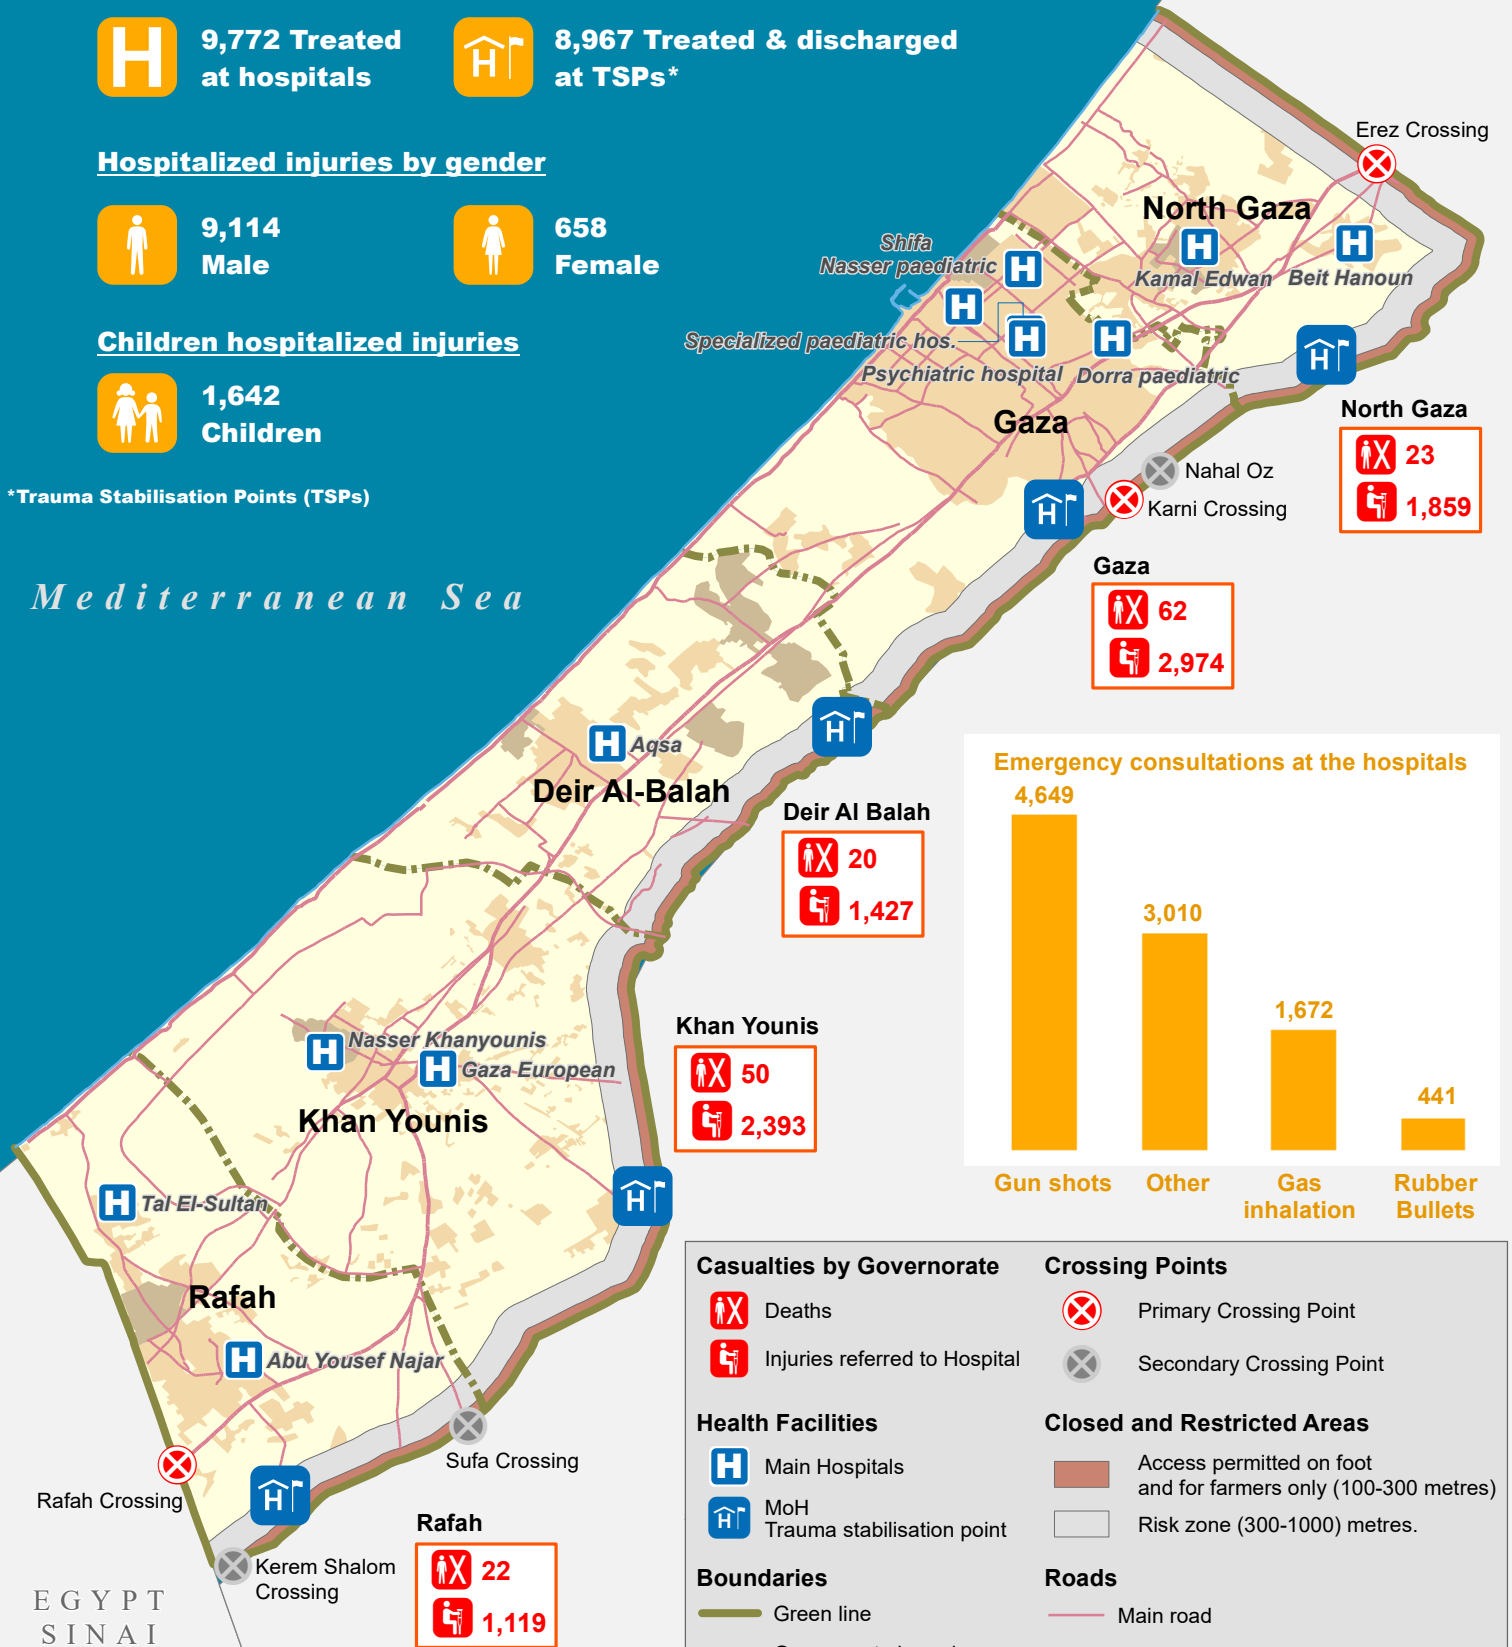 9,772 Treated
at hospitals
8,967 Treated & discharged
at TSPs*
Hospitalized injuries by gender
9,114
Male
658
Female
Children hospitalized injuries
1,642
Children
*Trauma Stabilisation Points (TSPs)
Mediterranean Sea
Erez Crossing
North Gaza
Kamal Edwan
Beit Hanoun
Shifa
Nasser paediatric
Specialized paediatric hos.
Psychiatric hospital
Dorra paediatric
Gaza
Nahal Oz
Karni Crossing
North Gaza
23
1,859
Gaza
62
2,974
Aqsa
Deir Al-Balah
Deir Al Balah
20
1,427
Emergency consultations at the hospitals
4,649
3,010
1,672
441
Gun shots
Other
Gas
inhalation
Rubber
Bullets
Nasser Khanyounis
Gaza European
Khan Younis
Khan Younis
50
2,393
Tal El-Sultan
Rafah
Abu Yousef Najar
Sufa Crossing
Rafah Crossing
Kerem Shalom
Crossing
Rafah
22
1,119
EGYPT
SINAI
Casualties by Governorate
Deaths
Injuries referred to Hospital
Health Facilities
Main Hospitals
MoH
Trauma stabilisation point
Boundaries
Green line
Crossing Points
Primary Crossing Point
Secondary Crossing Point
Closed and Restricted Areas
Access permitted on foot
and for farmers only (100-300 metres)
Risk zone (300-1000) metres.
Roads
Main road